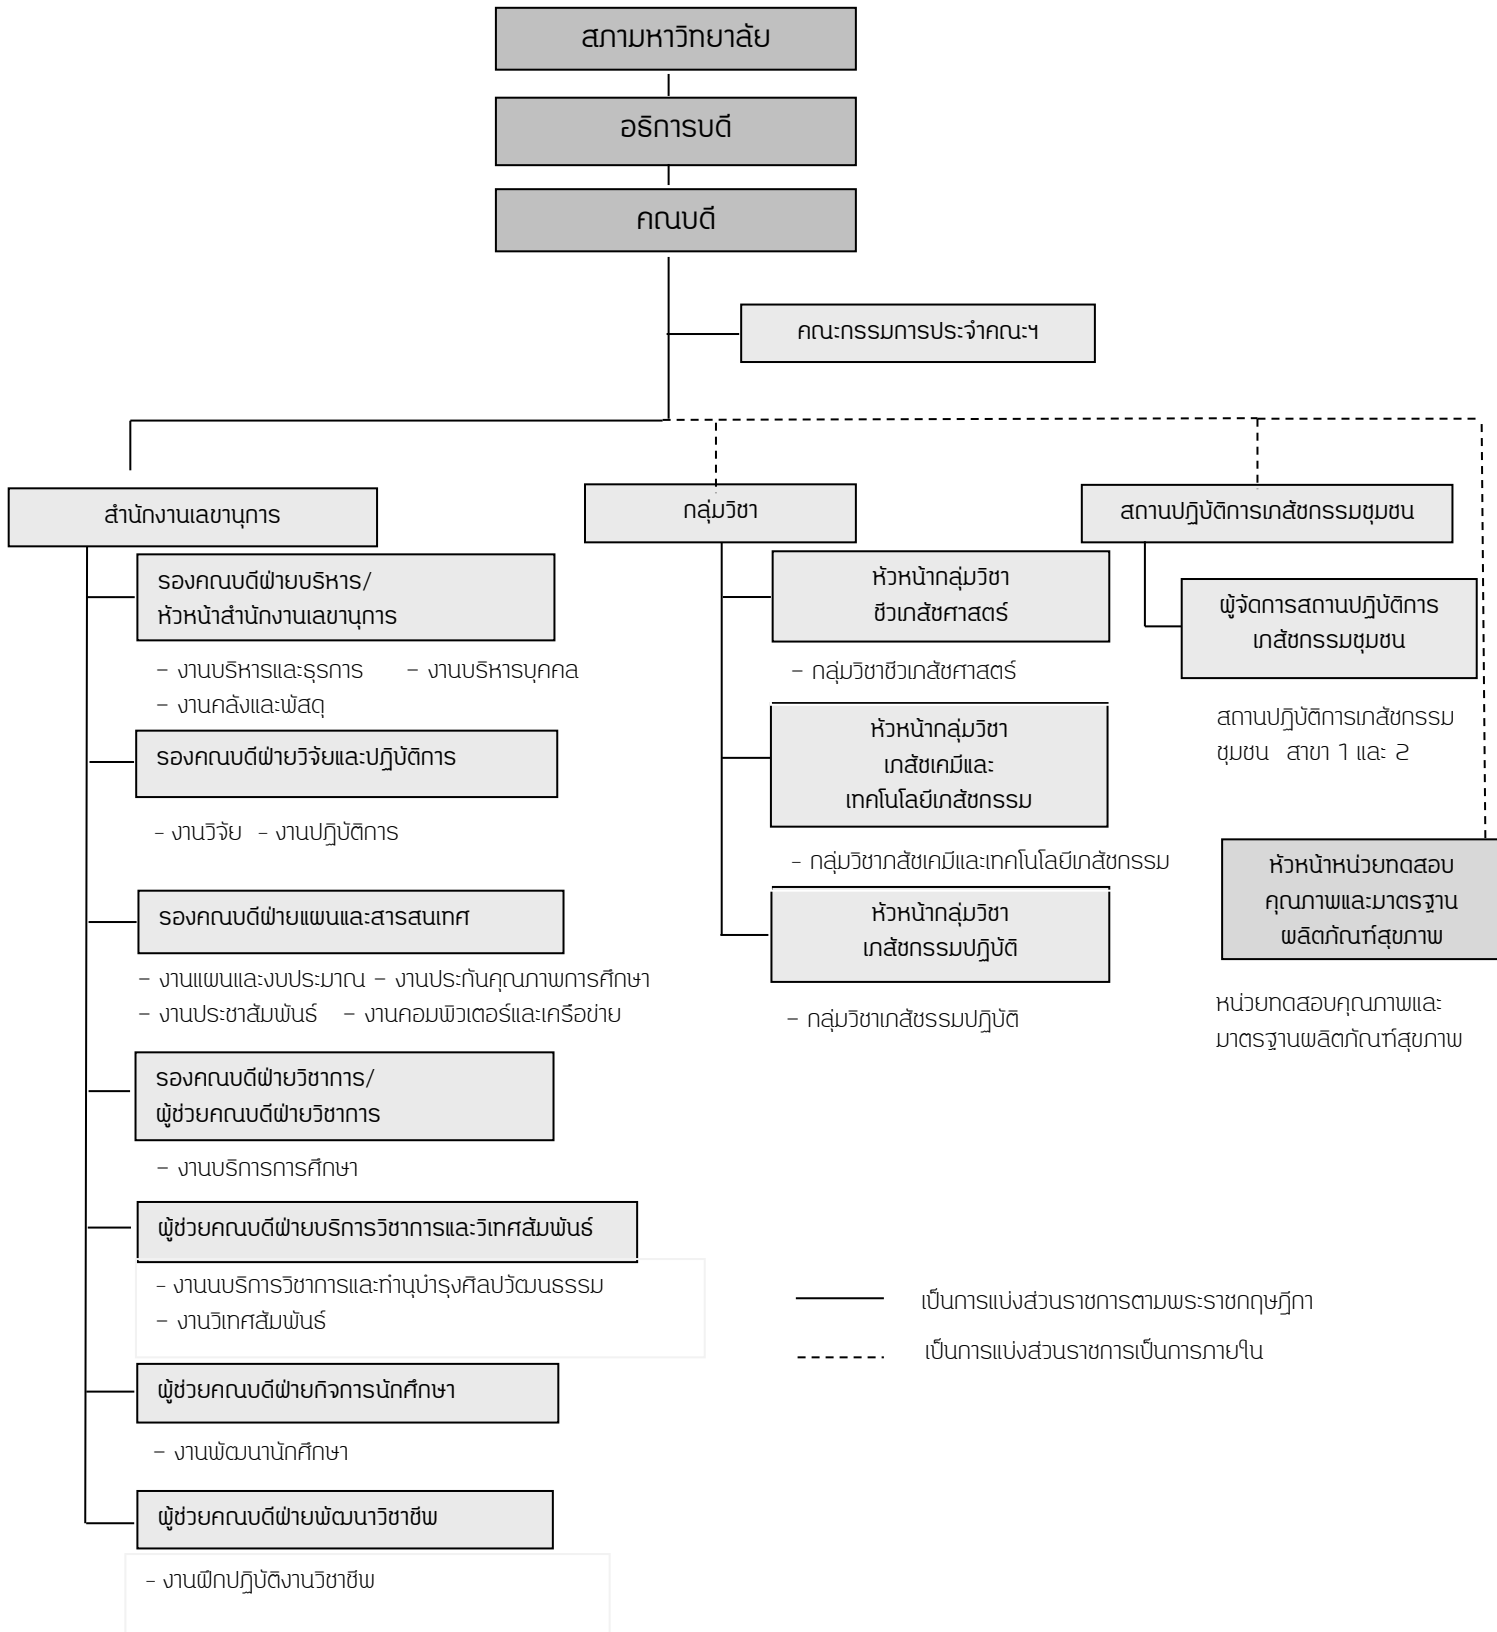 สภามหาวิทยาลัย
อธิการบดี
คณบดี
คณะกรรมการประจำคณะฯ
สำนักงานเลขานุการ
รองคณบดีฝ่ายบริหาร/
หัวหน้าสำนักงานเลขานุการ
- งานบริหารและธุรการ - งานบริหารบุคคล
- งานคลังและพัสดุ
รองคณบดีฝ่ายวิจัยและปฏิบัติการ
- งานวิจัย - งานปฏิบัติการ
รองคณบดีฝ่ายแผนและสารสนเทศ
- งานแผนและงบประมาณ - งานประกันคุณภาพการศึกษา
- งานประชาสัมพันธ์ - งานคอมพิวเตอร์และเครือข่าย
รองคณบดีฝ่ายวิชาการ/
ผู้ช่วยคณบดีฝ่ายวิชาการ
- งานบริการการศึกษา
ผู้ช่วยคณบดีฝ่ายบริการวิชาการและวิเทศสัมพันธ์
- งานนบริการวิชาการและทำนุบำรุงศิลปวัฒนธรรม
- งานวิเทศสัมพันธ์
ผู้ช่วยคณบดีฝ่ายกิจการนักศึกษา
- งานพัฒนานักศึกษา
ผู้ช่วยคณบดีฝ่ายพัฒนาวิชาชีพ
- งานฝึกปฏิบัติงานวิชาชีพ
กลุ่มวิชา
หัวหน้ากลุ่มวิชา
ชีวเภสัชศาสตร์
- กลุ่มวิชาชีวเภสัชศาสตร์
หัวหน้ากลุ่มวิชา
เภสัชเคมีและ
เทคโนโลยีเภสัชกรรม
- กลุ่มวิชาภสัชเคมีและเทคโนโลยีเภสัชกรรม
หัวหน้ากลุ่มวิชา
เภสัชกรรมปฏิบัติ
- กลุ่มวิชาเภสัชรรมปฏิบัติ
สถานปฏิบัติการเภสัชกรรมชุมชน
ผู้จัดการสถานปฏิบัติการ
เภสัชกรรมชุมชน
สถานปฏิบัติการเภสัชกรรม
ชุมชน สาขา 1 และ 2
หัวหน้าหน่วยทดสอบ
คุณภาพและมาตรฐาน
ผลิตภัณฑ์สุขภาพ
หน่วยทดสอบคุณภาพและ
มาตรฐานผลิตภัณฑ์สุขภาพ
เป็นการแบ่งส่วนราชการตามพระราชกฤษฎีกา
เป็นการแบ่งส่วนราชการเป็นการภายใน